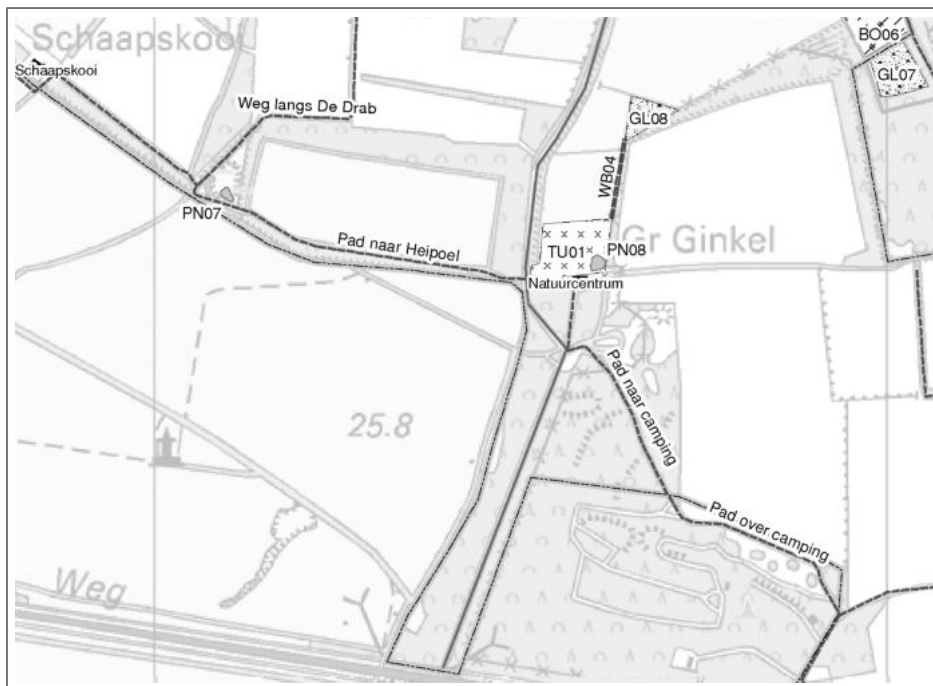 Schaapskooi
BO06
GL07
Schaapskooi
Weg langs De Drab
GL08
WB04
PN07
Pad naar Heipoel
Gr Ginkel
TU01
PN08
Natuurcentrum
Pad naar camping
25.8
Pad over camping
Weg